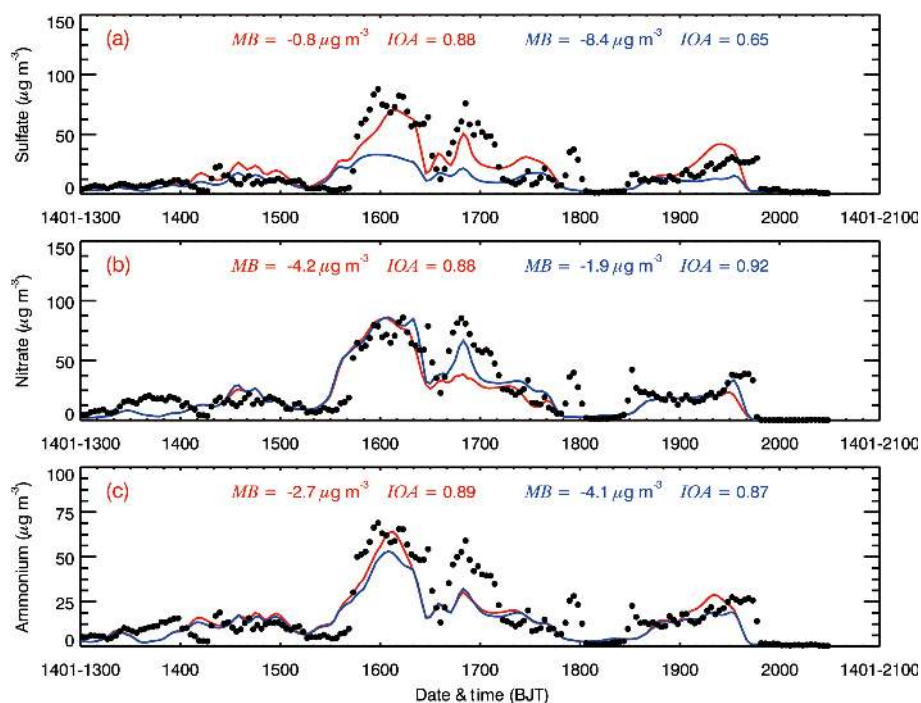 150
(a) MB = -0.8 μg m⁻³ IOA = 0.88 MB = -8.4 μg m⁻³ IOA = 0.65
100
Sulfate (μg m⁻³)
50
0
1401-1300 1400 1500 1600 1700 1800 1900 2000 1401-2100
150
(b) MB = -4.2 μg m⁻³ IOA = 0.88 MB = -1.9 μg m⁻³ IOA = 0.92
100
Nitrate (μg m⁻³)
50
0
1401-1300 1400 1500 1600 1700 1800 1900 2000 1401-2100
100
(c) MB = -2.7 μg m⁻³ IOA = 0.89 MB = -4.1 μg m⁻³ IOA = 0.87
75
Ammonium (μg m⁻³)
50
25
0
1401-1300 1400 1500 1600 1700 1800 1900 2000 1401-2100
Date & time (BJT)